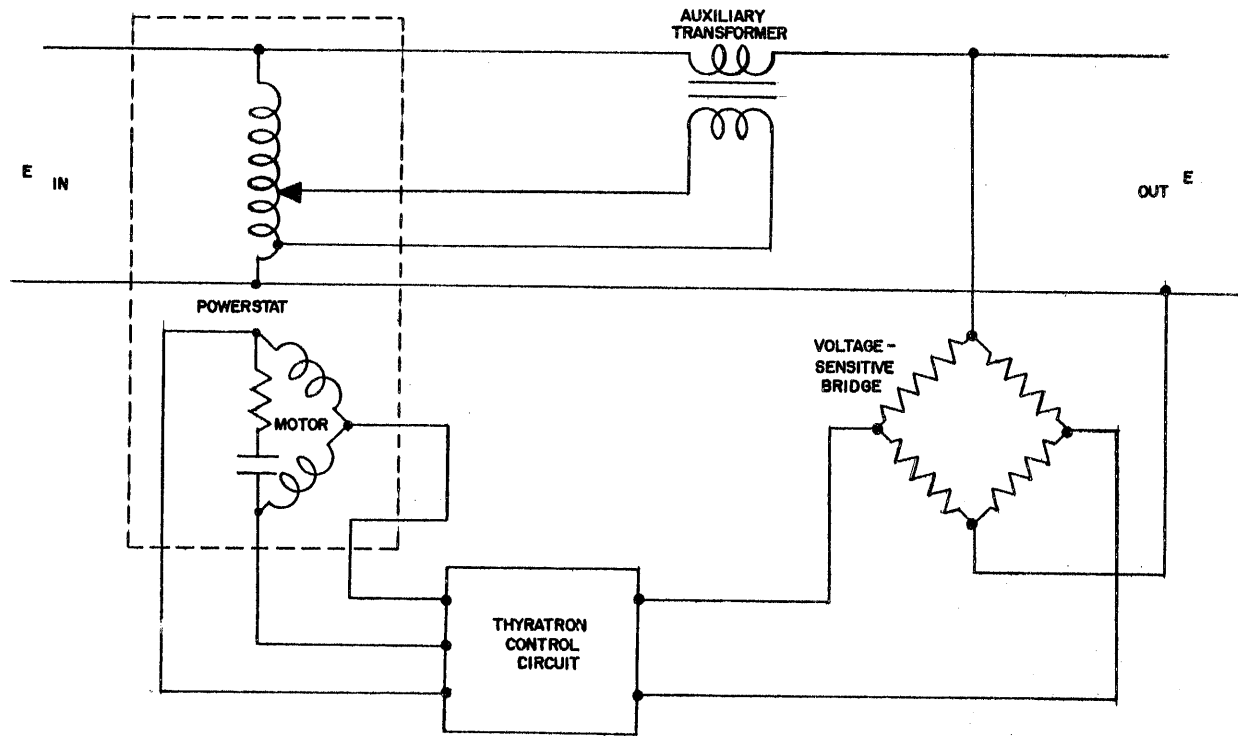 AUXILIARY
TRANSFORMER
E IN
OUT E
POWERSTAT
VOLTAGE-
SENSITIVE
BRIDGE
MOTOR
THYRATRON
CONTROL
CIRCUIT